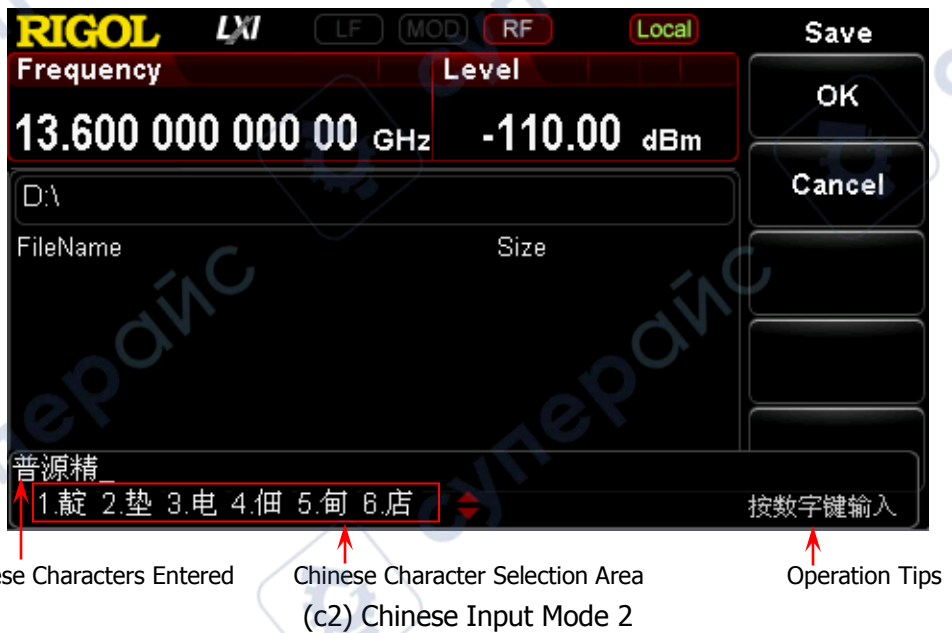 RIGOL LXI LF MOD RF Local Save
Frequency Level
OK
13.600 000 000 00 GHz -110.00 dBm
Cancel
D:\
FileName Size
普源精_
1.靛 2.垫 3.电 4.佃 5.甸 6.店 按数字键输入
ese Characters Entered Chinese Character Selection Area Operation Tips
(c2) Chinese Input Mode 2
суперайс